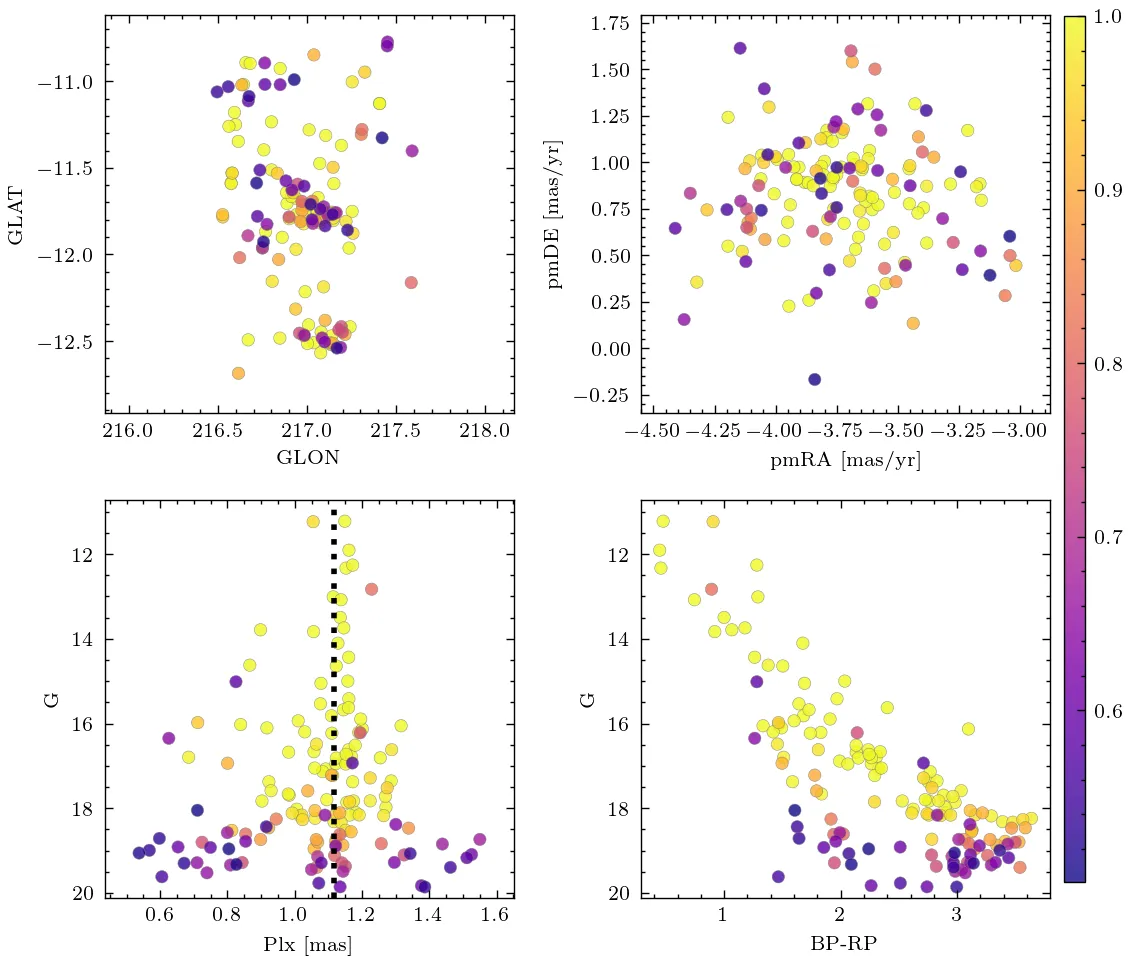 −11.0
−11.5
−12.0
−12.5
GLAT
216.0 216.5 217.0 217.5 218.0
GLON
1.75
1.50
1.25
1.00
0.75
0.50
0.25
0.00
−0.25
pmDE [mas/yr]
−4.50 −4.25 −4.00 −3.75 −3.50 −3.25 −3.00
pmRA [mas/yr]
1.0
0.9
0.8
0.7
0.6
12
14
16
18
20
G
0.6 0.8 1.0 1.2 1.4 1.6
Plx [mas]
12
14
16
18
20
G
1 2 3
BP-RP